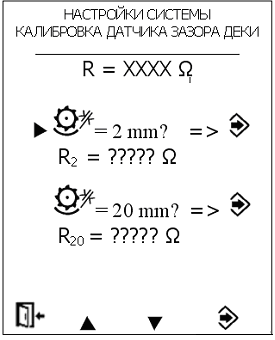 НАСТРОЙКИ СИСТЕМЫ
КАЛИБРОВКА ДАТЧИКА ЗАЗОРА ДЕКИ
R = XXXX Ω
= 2 mm? =>
R₂ = ????? Ω
= 20 mm? =>
R₂₀ = ????? Ω